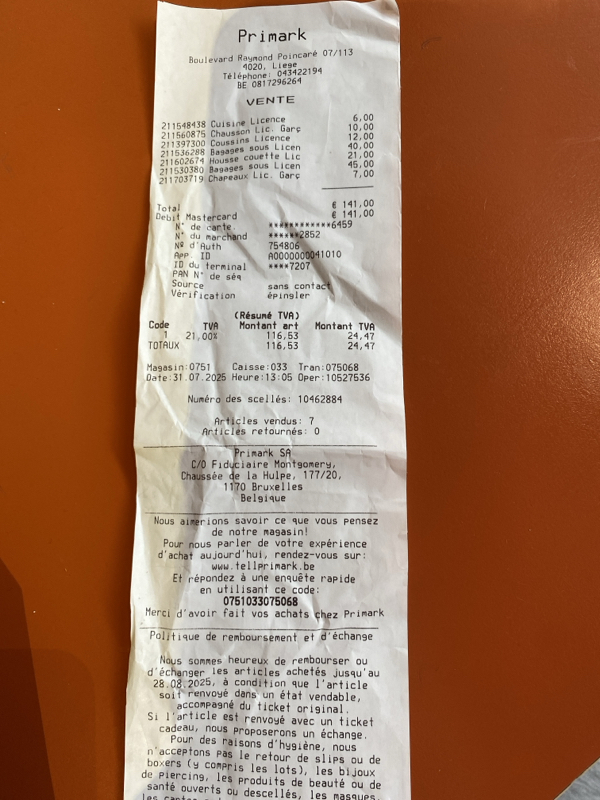 Primark
Boulevard Raymond Poincaré 07/113
4020, Liege
Téléphone: 043422194
BE 0817296264
VENTE
211548438 Cuisine Licence 6,00
211560875 Chausson Lic. Garç 10,00
211397300 Coussins Licence 12,00
211536288 Bagages sous Licen 40,00
211602674 Housse couette Lic 21,00
211530380 Bagages sous Licen 45,00
211703719 Chapeaux Lic. Garç 7,00
Total € 141,00
Debit Mastercard € 141,00
N° de carte. ************6459
N° du marchand ******2852
Nº d'Auth 754806
App. ID A0000000041010
ID du terminal ****7207
PAN N° de séq
Source sans contact
Vérification épingler
(Résumé TVA)
Code TVA Montant art Montant TVA
1 21,00% 116,53 24,47
TOTAUX 116,53 24,47
Magasin:0751 Caisse:033 Tran:075068
Date:31.07.2025 Heure:13:05 Oper:10527536
Numéro des scellés: 10462884
Articles vendus: 7
Articles retournés: 0
Primark SA
C/O Fiduciaire Montgomery,
Chaussée de la Hulpe, 177/20,
1170 Bruxelles
Belgique
Nous aimerions savoir ce que vous pensez
de notre magasin!
Pour nous parler de votre expérience
d'achat aujourd'hui, rendez-vous sur:
www.tellprimark.be
Et répondez à une enquête rapide
en utilisant ce code:
0751033075068
Merci d'avoir fait vos achats chez Primark
Politique de remboursement et d'échange
Nous sommes heureux de rembourser ou
d'échanger les articles achetés jusqu'au
28.08.2025, à condition que l'article
soit renvoyé dans un état vendable,
accompagné du ticket original.
Si l'article est renvoyé avec un ticket
cadeau, nous proposerons un échange.
Pour des raisons d'hygiène, nous
n'acceptons pas le retour de slips ou de
boxers (y compris les lots), les bijoux
de piercing, les produits de beauté ou de
santé ouverts ou descellés, les masques,